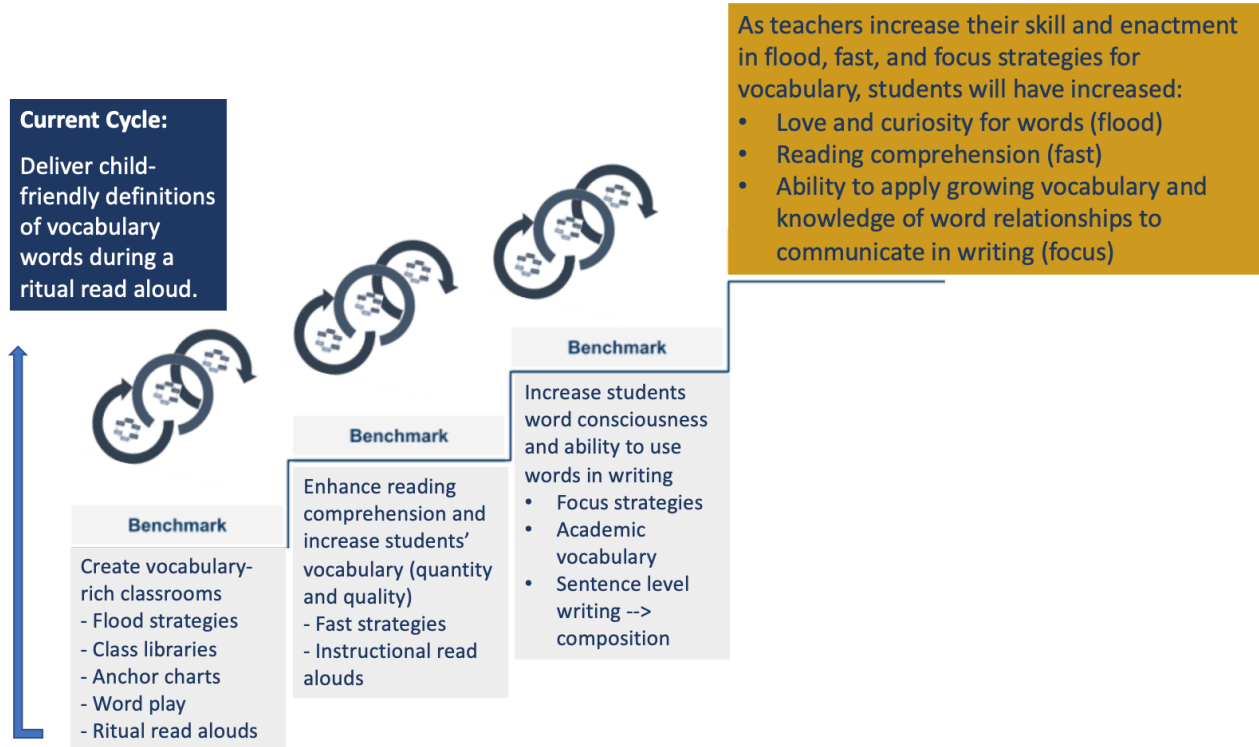 Current Cycle:
Deliver child-
friendly definitions
of vocabulary
words during a
ritual read aloud.
Benchmark
Create vocabulary-
rich classrooms
- Flood strategies
- Class libraries
- Anchor charts
- Word play
- Ritual read alouds
Benchmark
Enhance reading
comprehension and
increase students’
vocabulary (quantity
and quality)
- Fast strategies
- Instructional read
alouds
Benchmark
Increase students
word consciousness
and ability to use
words in writing
• Focus strategies
• Academic
vocabulary
• Sentence level
writing -->
composition
As teachers increase their skill and enactment
in flood, fast, and focus strategies for
vocabulary, students will have increased:
• Love and curiosity for words (flood)
• Reading comprehension (fast)
• Ability to apply growing vocabulary and
knowledge of word relationships to
communicate in writing (focus)